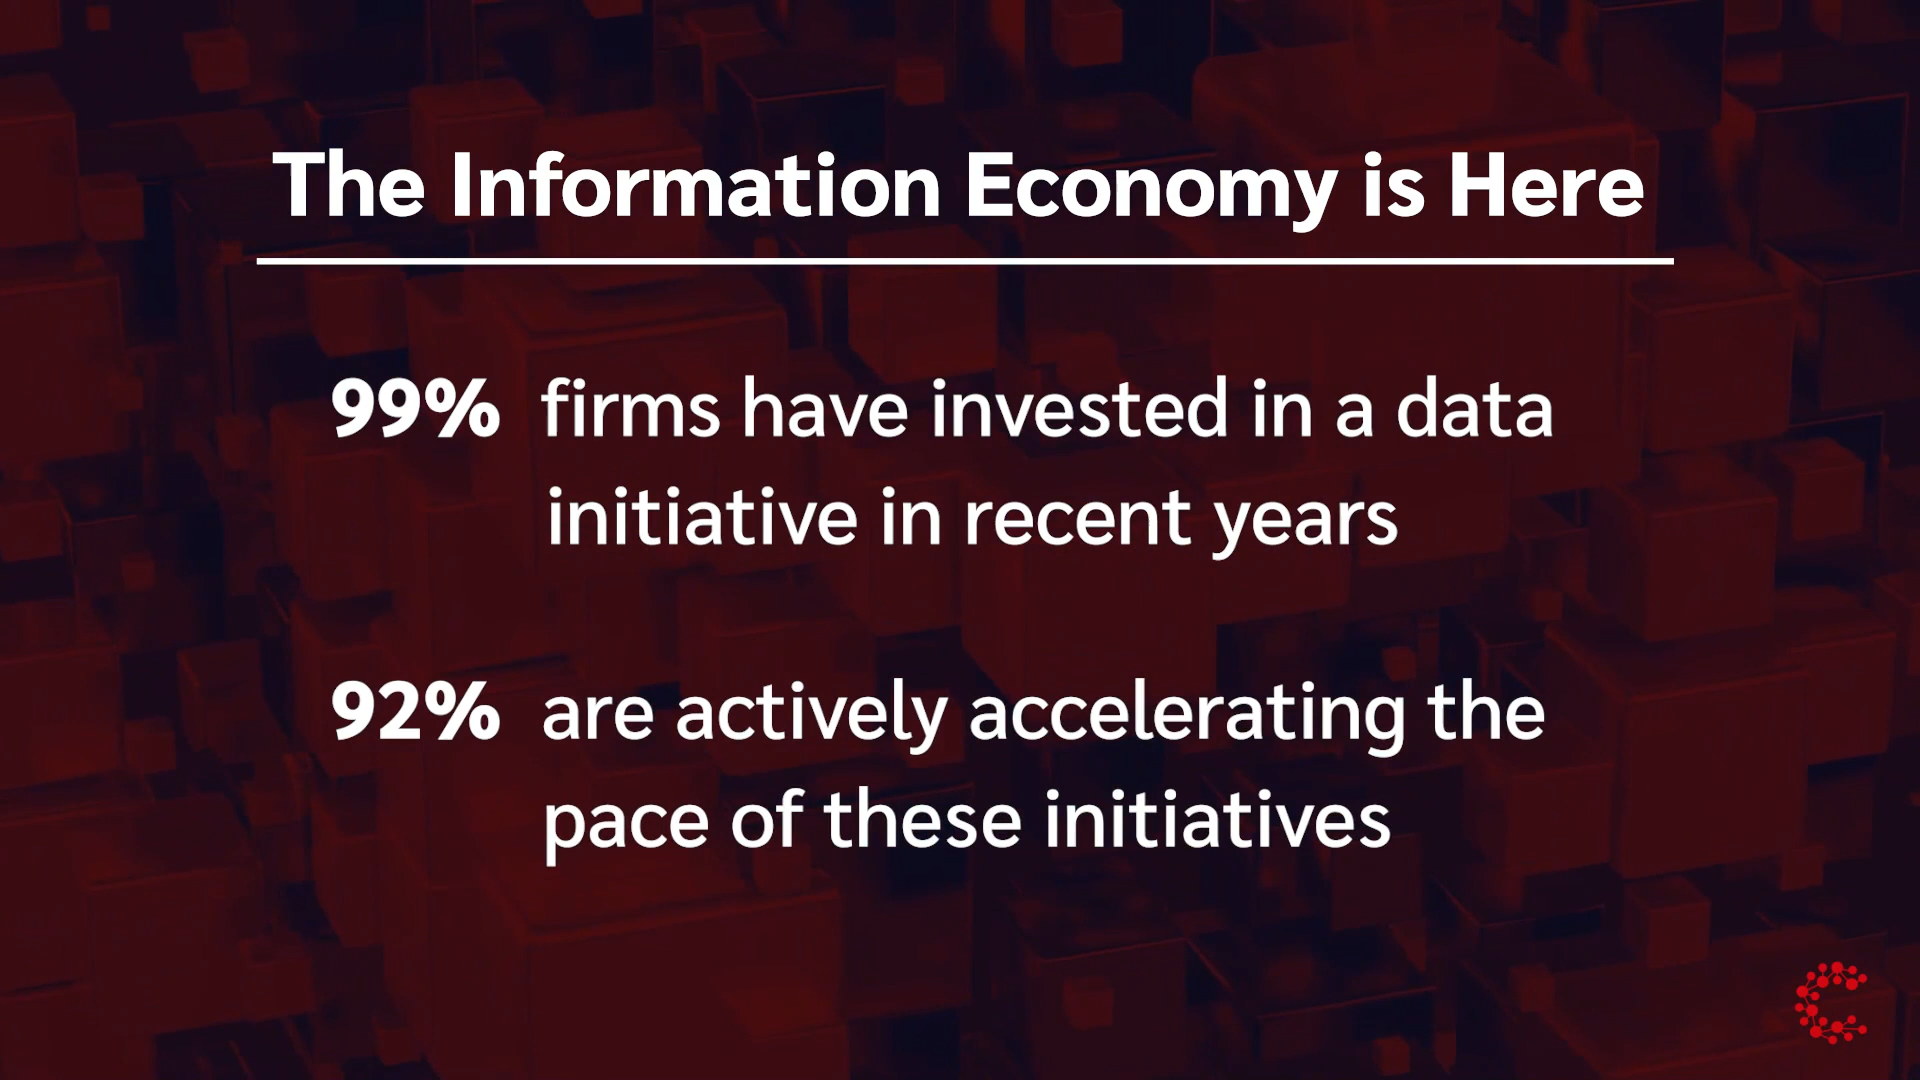 The Information Economy is Here
99% firms have invested in a data
initiative in recent years
92% are actively accelerating the
pace of these initiatives